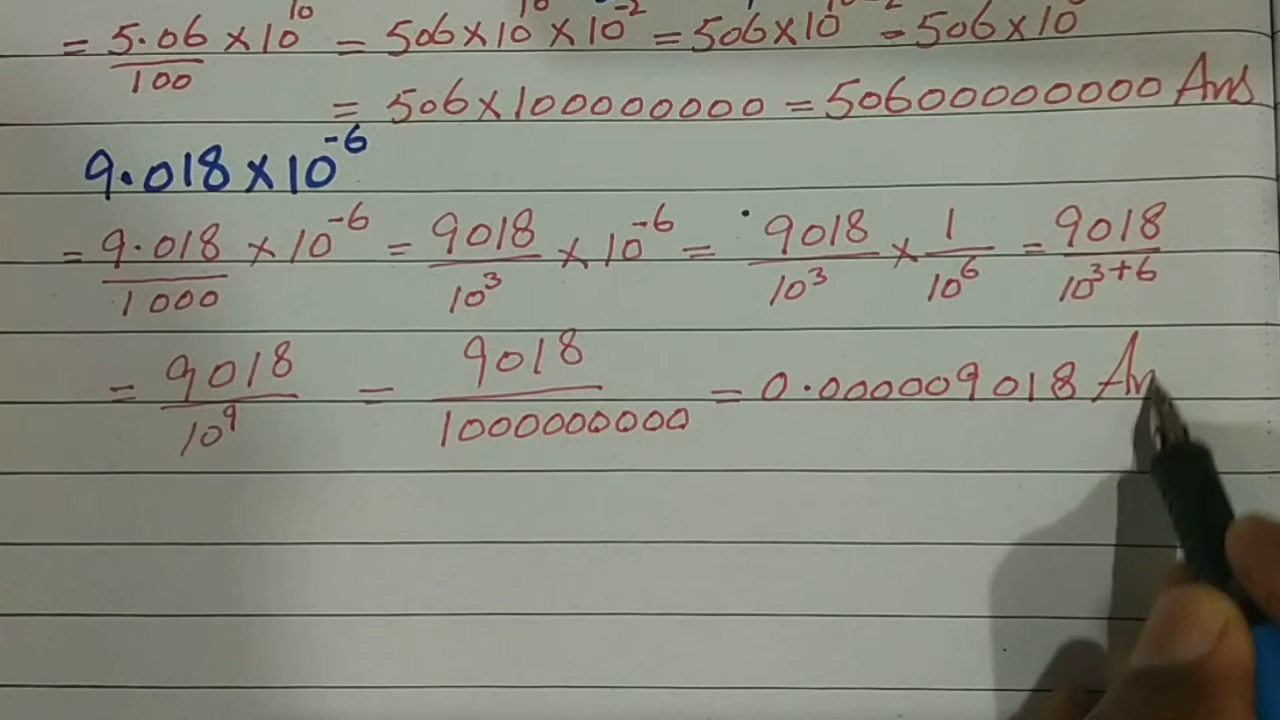 = 5.06/100 × 10^10 = 506×10^10 × 10^-2 = 506×10^10-2 = 506×10^8
= 506×100000000 = 50600000000 Ans
9.018×10^-6
= 9.018/1000 × 10^-6 = 9018/10^3 × 10^-6 = 9018/10^3 × 1/10^6 = 9018/10^3+6
= 9018/10^9 = 9018/1000000000 = 0.000009018 An